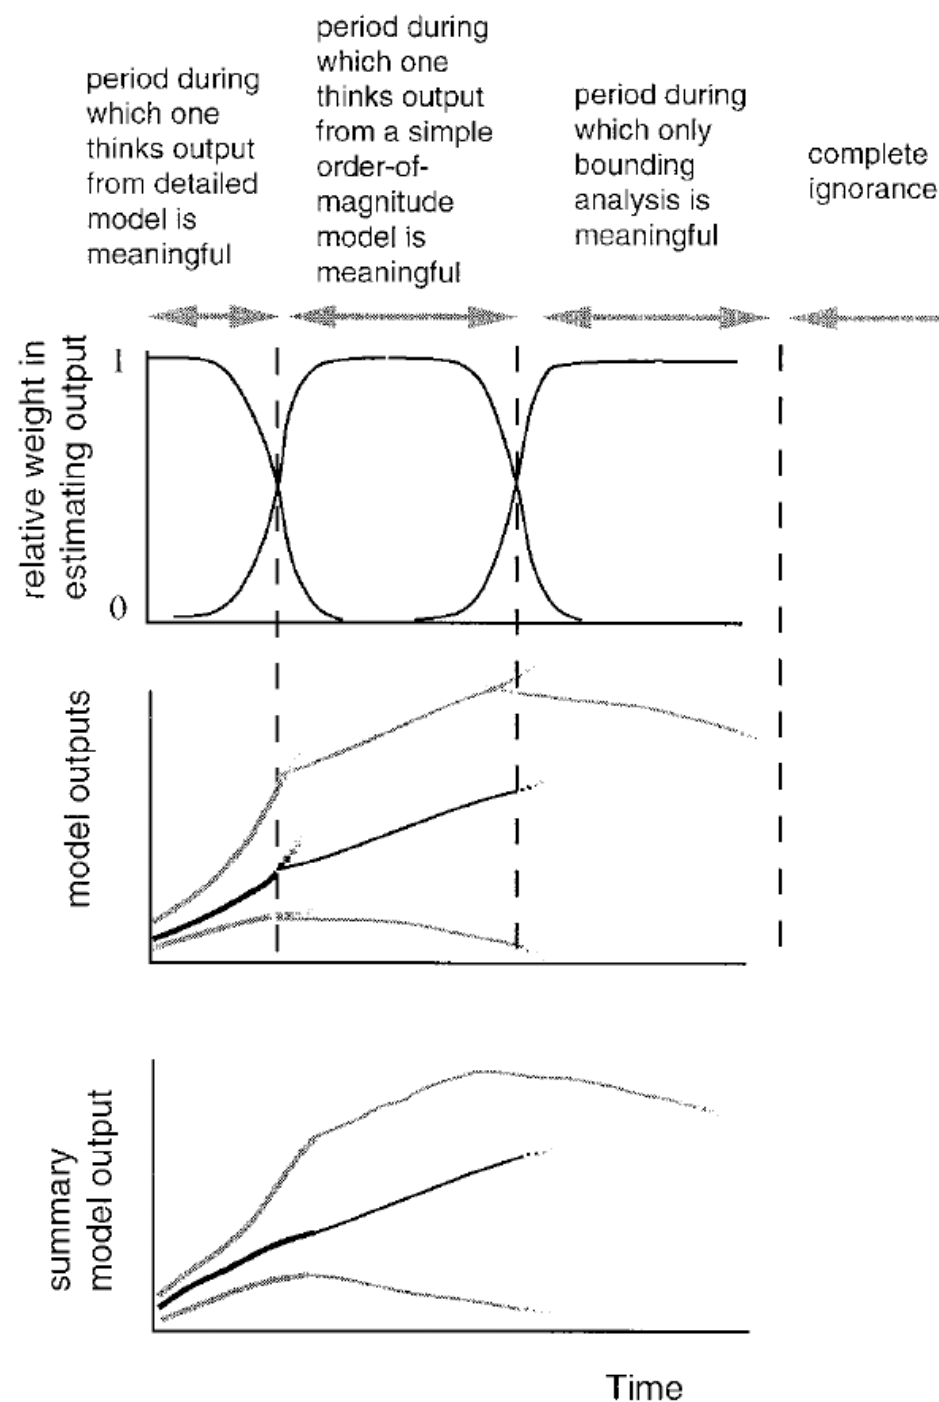 period during
which one
thinks output
from detailed
model is
meaningful
period during
which one
thinks output
from a simple
order-of-
magnitude
model is
meaningful
period during
which only
bounding
analysis is
meaningful
complete
ignorance
relative weight in
estimating output
1
0
model outputs
summary
model output
Time